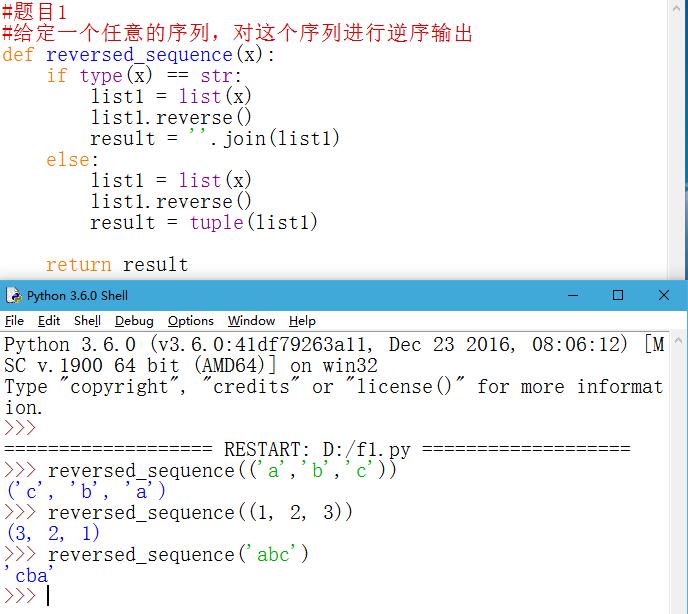 #题目1
#给定一个任意的序列，对这个序列进行逆序输出
def reversed_sequence(x):
    if type(x) == str:
        list1 = list(x)
        list1.reverse()
        result = ''.join(list1)
    else:
        list1 = list(x)
        list1.reverse()
        result = tuple(list1)
    return result
Python 3.6.0 Shell
File Edit Shell Debug Options Window Help
Python 3.6.0 (v3.6.0:41df79263a11, Dec 23 2016, 08:06:12) [M
SC v.1900 64 bit (AMD64)] on win32
Type "copyright", "credits" or "license()" for more informat
ion.
>>>
=================== RESTART: D:/f1.py ===================
>>> reversed_sequence(('a','b','c'))
('c', 'b', 'a')
>>> reversed_sequence((1, 2, 3))
(3, 2, 1)
>>> reversed_sequence('abc')
'cba'
>>>